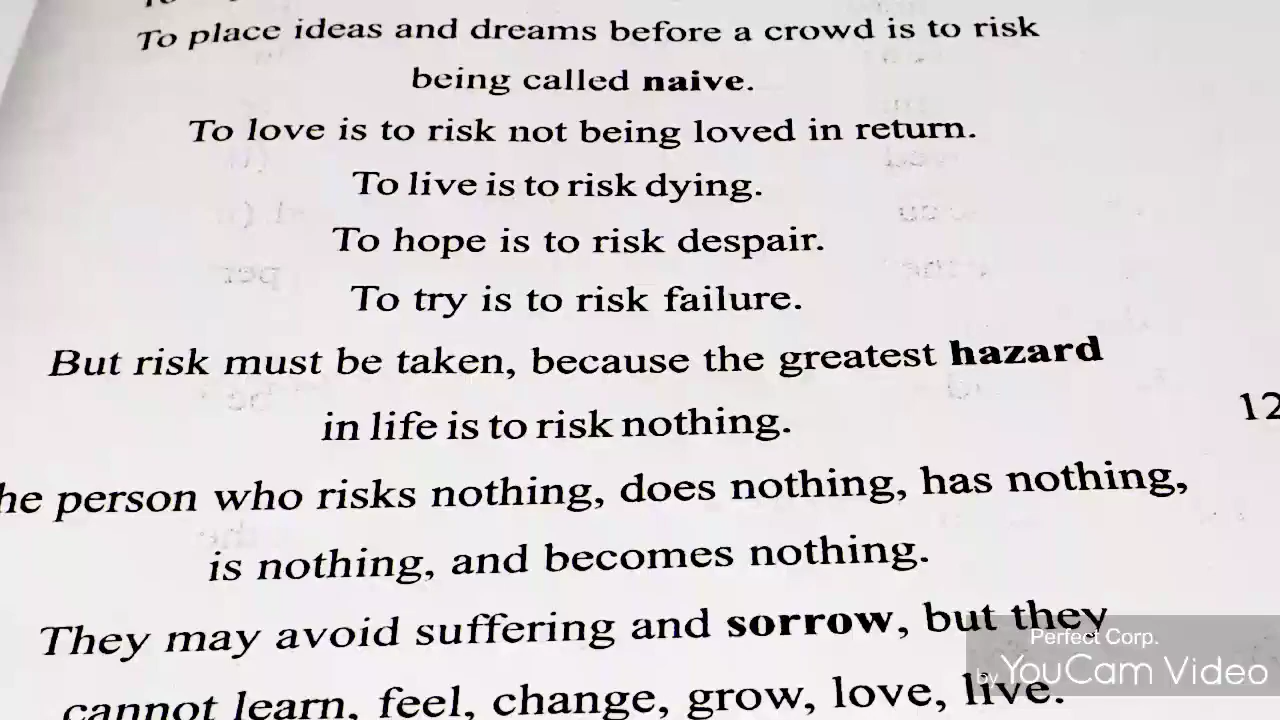 To place ideas and dreams before a crowd is to risk
being called naive.
To love is to risk not being loved in return.
To live is to risk dying.
To hope is to risk despair.
To try is to risk failure.
But risk must be taken, because the greatest hazard
in life is to risk nothing.
12
he person who risks nothing, does nothing, has nothing,
is nothing, and becomes nothing.
They may avoid suffering and sorrow, but they
cannot learn, feel, change, grow, love, live.
Perfect Corp.
by YouCam Video